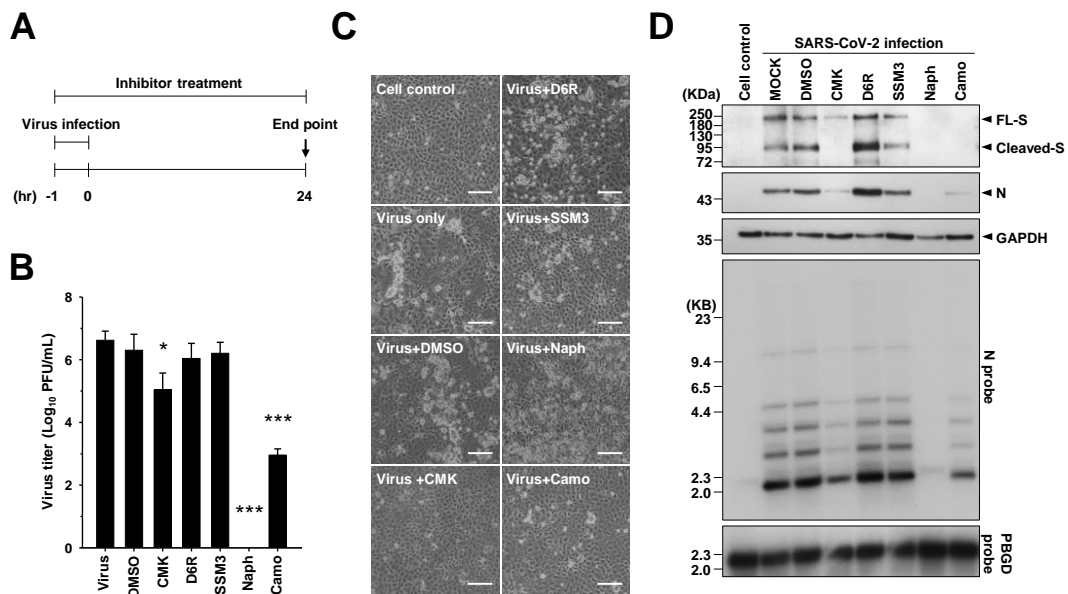 A
Inhibitor treatment
Virus infection
End point
(hr) -1 0 24
B
Virus titer (Log10 PFU/mL)
8
6
4
2
0
*
***
***
Virus
DMSO
CMK
D6R
SSM3
Naph
Camo
C
Cell control
Virus+D6R
Virus only
Virus+SSM3
Virus+DMSO
Virus+Naph
Virus +CMK
Virus+Camo
D
SARS-CoV-2 infection
Cell control
MOCK
DMSO
CMK
D6R
SSM3
Naph
Camo
(KDa)
250
180
130
95
72
FL-S
Cleaved-S
43
N
35
GAPDH
(KB)
23
9.4
6.5
4.4
2.3
2.0
N probe
2.3
2.0
PBGD
probe